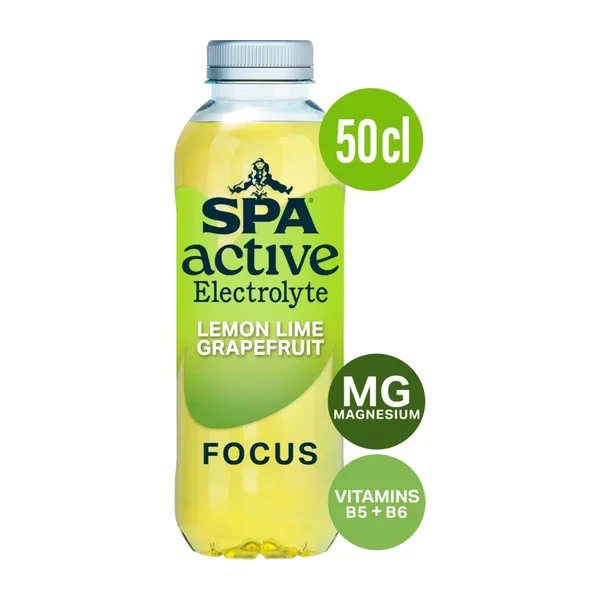 50cl
SPA®
active
Electrolyte
LEMON LIME
GRAPEFRUIT
MG
MAGNESIUM
FOCUS
VITAMINS
B5 + B6